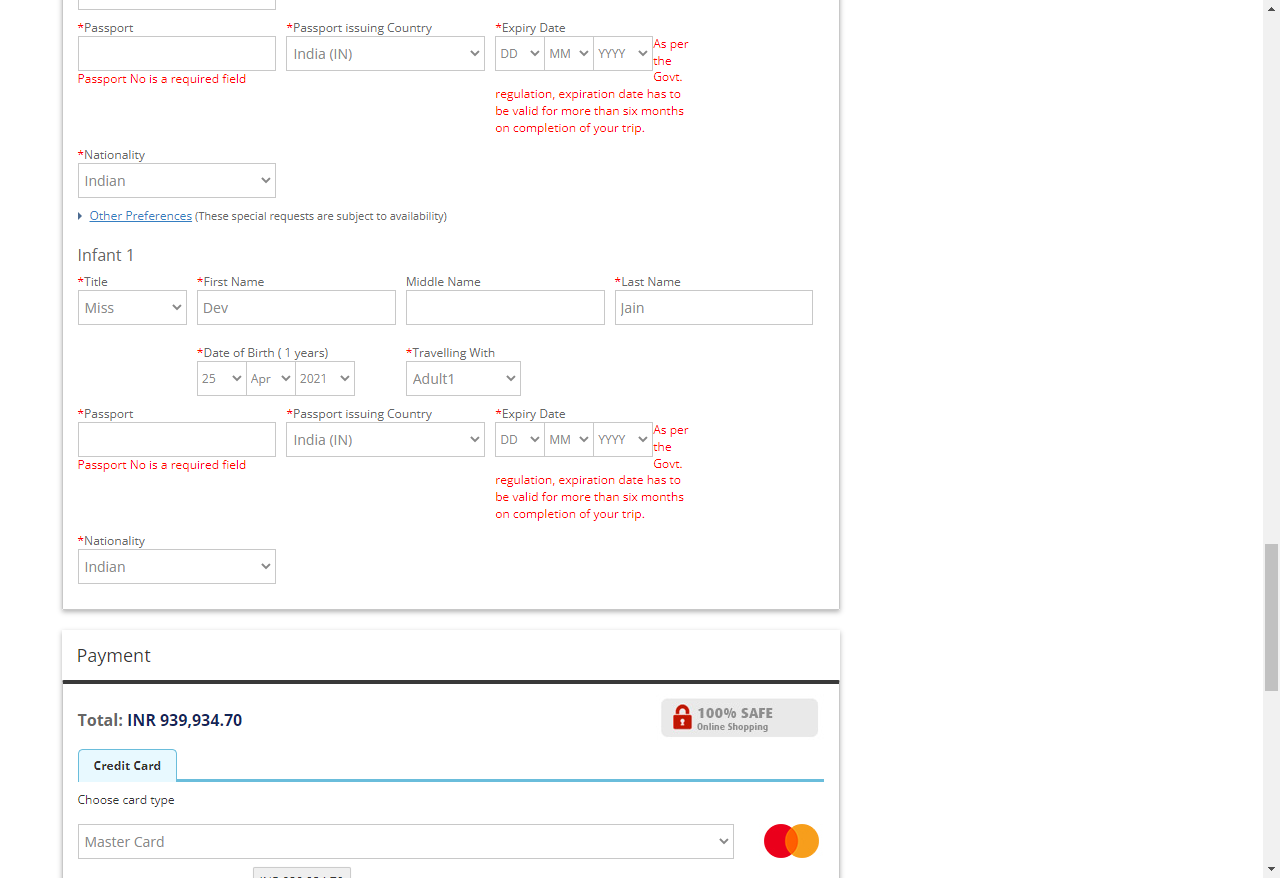 *Passport
*Passport issuing Country
*Expiry Date
India (IN)
DD
MM
YYYY
As per
the
Govt.
Passport No is a required field
regulation, expiration date has to
be valid for more than six months
on completion of your trip.
*Nationality
Indian
Other Preferences (These special requests are subject to availability)
Infant 1
*Title
*First Name
Middle Name
*Last Name
Miss
Dev
Jain
*Date of Birth ( 1 years)
*Travelling With
25
Apr
2021
Adult1
*Passport
*Passport issuing Country
*Expiry Date
India (IN)
DD
MM
YYYY
As per
the
Govt.
Passport No is a required field
regulation, expiration date has to
be valid for more than six months
on completion of your trip.
*Nationality
Indian
Payment
Total: INR 939,934.70
100% SAFE
Online Shopping
Credit Card
Choose card type
Master Card